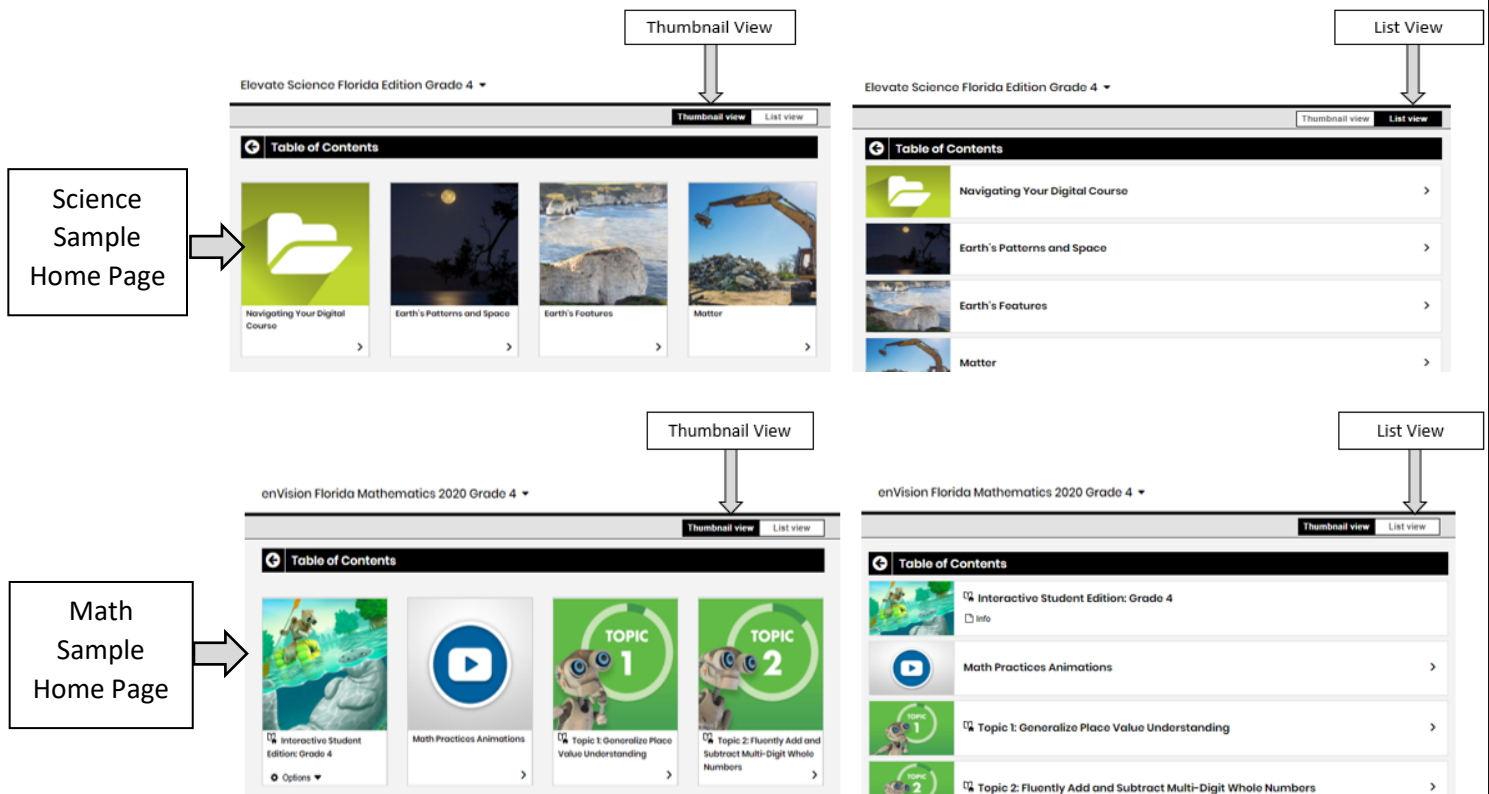 Thumbnail View
List View
Elevate Science Florida Edition Grade 4
Thumbnail view List view
Table of Contents
Science
Sample
Home Page
Navigating Your Digital
Course
Earth's Patterns and Space
Earth's Features
Matter
Elevate Science Florida Edition Grade 4
Thumbnail view List view
Table of Contents
Navigating Your Digital Course
Earth's Patterns and Space
Earth's Features
Matter
Thumbnail View
List View
enVision Florida Mathematics 2020 Grade 4
Thumbnail view List view
Table of Contents
Math
Sample
Home Page
TOPIC
1
TOPIC
2
Interactive Student
Edition: Grade 4
Options
Math Practices Animations
Topic 1: Generalize Place
Value Understanding
Topic 2: Fluently Add and
Subtract Multi-Digit Whole
Numbers
enVision Florida Mathematics 2020 Grade 4
Thumbnail view List view
Table of Contents
Interactive Student Edition: Grade 4
Info
Math Practices Animations
TOPIC
1
Topic 1: Generalize Place Value Understanding
TOPIC
2
Topic 2: Fluently Add and Subtract Multi-Digit Whole Numbers